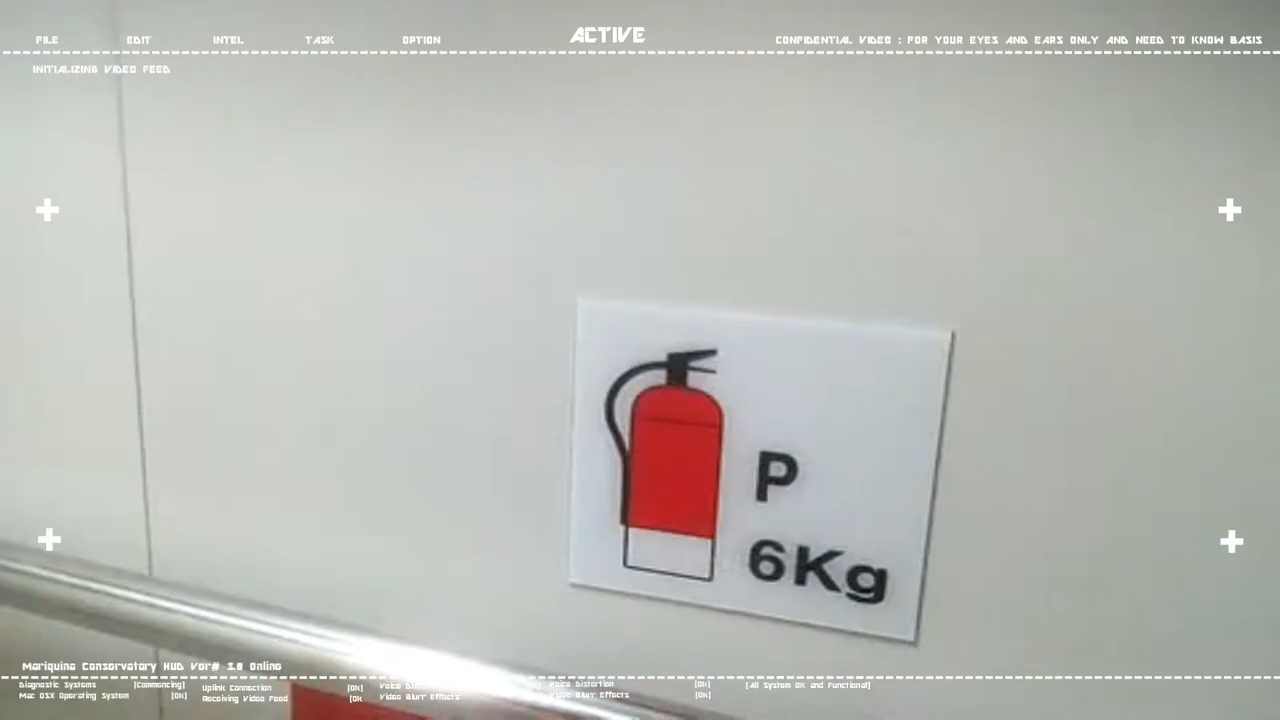 FILE EDIT INTEL TASK OPTION ACTIVE CONFIDENTIAL VIDEO : FOR YOUR EYES AND EARS ONLY AND NEED TO KNOW BASIS
INITIALIZING VIDEO FEED
P
6Kg
Mariquina Conservatory HUD Ver# 3.0 Online
Diagnostic Systems [Commencing] Uplink Connection [OK] Voice Distortion [OK] [All System OK and Functional]
Mac OSX Operating System [OK] Receiving Video Feed [OK Video Blurr Effects Video Blurr Effects [OK]